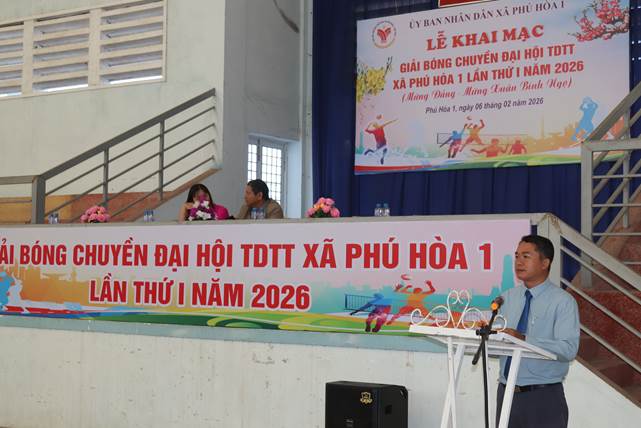 ỦY BAN NHÂN DÂN XÃ PHÚ HÒA 1
LỄ KHAI MẠC
GIẢI BÓNG CHUYỀN ĐẠI HỘI TDTT
XÃ PHÚ HÒA 1 LẦN THỨ I NĂM 2026
(Mừng Đảng - Mừng Xuân Bính Ngọ)
Phú Hòa 1, ngày 06 tháng 02 năm 2026
ẢI BÓNG CHUYỀN ĐẠI HỘI TDTT XÃ PHÚ HÒA 1
LẦN THỨ I NĂM 2026